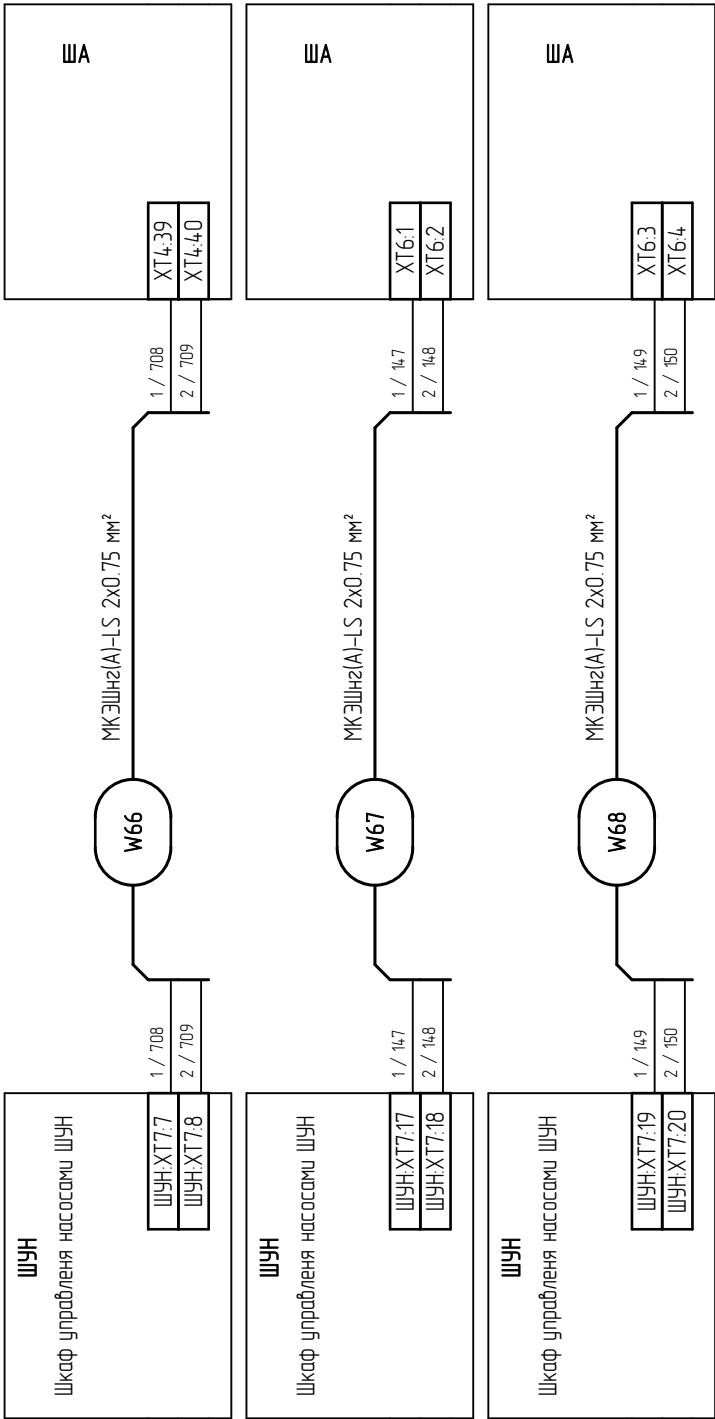 ШУН
Шкаф управленя насосами ШУН
ШУН:XT7:7
ШУН:XT7:8
1 / 708
2 / 709
W66
МКЭШнг(А)-LS 2x0.75 мм²
1 / 708
2 / 709
XT4:39
XT4:40
ША
ШУН
Шкаф управленя насосами ШУН
ШУН:XT7:17
ШУН:XT7:18
1 / 147
2 / 148
W67
МКЭШнг(А)-LS 2x0.75 мм²
1 / 147
2 / 148
XT6:1
XT6:2
ША
ШУН
Шкаф управленя насосами ШУН
ШУН:XT7:19
ШУН:XT7:20
1 / 149
2 / 150
W68
МКЭШнг(А)-LS 2x0.75 мм²
1 / 149
2 / 150
XT6:3
XT6:4
ША